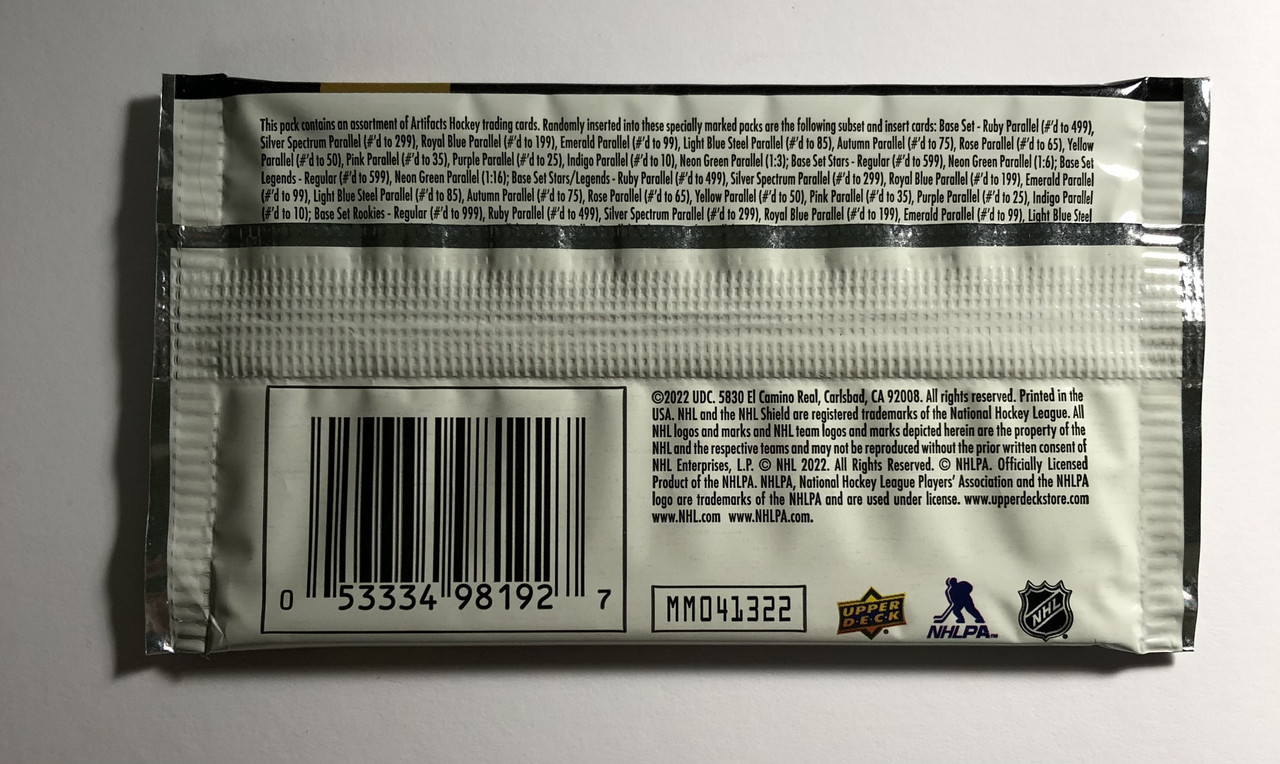 This pack contains an assortment of Artifacts Hockey trading cards. Randomly inserted into these specially marked packs are the following subset and insert cards: Base Set - Ruby Parallel (#'d to 499),
Silver Spectrum Parallel (#'d to 299), Royal Blue Parallel (#'d to 199), Emerald Parallel (#'d to 99), Light Blue Steel Parallel (#'d to 85), Autumn Parallel (#'d to 75), Rose Parallel (#'d to 65), Yellow
Parallel (#'d to 50), Pink Parallel (#'d to 35), Purple Parallel (#'d to 25), Indigo Parallel (#'d to 10), Neon Green Parallel (1:3); Base Set Stars - Regular (#'d to 599), Neon Green Parallel (1:6); Base Set
Legends - Regular (#'d to 599), Neon Green Parallel (1:16); Base Set Stars/Legends - Ruby Parallel (#'d to 499), Silver Spectrum Parallel (#'d to 299), Royal Blue Parallel (#'d to 199), Emerald Parallel
(#'d to 99), Light Blue Steel Parallel (#'d to 85), Autumn Parallel (#'d to 75), Rose Parallel (#'d to 65), Yellow Parallel (#'d to 50), Pink Parallel (#'d to 35), Purple Parallel (#'d to 25), Indigo Parallel
(#'d to 10); Base Set Rookies - Regular (#'d to 999), Ruby Parallel (#'d to 499), Silver Spectrum Parallel (#'d to 299), Royal Blue Parallel (#'d to 199), Emerald Parallel (#'d to 99), Light Blue Steel
©2022 UDC. 5830 El Camino Real, Carlsbad, CA 92008. All rights reserved. Printed in the
USA. NHL and the NHL Shield are registered trademarks of the National Hockey League. All
NHL logos and marks and NHL team logos and marks depicted herein are the property of the
NHL and the respective teams and may not be reproduced without the prior written consent of
NHL Enterprises, L.P. © NHL 2022. All Rights Reserved. © NHLPA. Officially Licensed
Product of the NHLPA. NHLPA, National Hockey League Players' Association and the NHLPA
logo are trademarks of the NHLPA and are used under license. www.upperdeckstore.com
www.NHL.com www.NHLPA.com.
0 53334 98192 7
MM041322
UPPER
DECK
NHLPA™
NHL